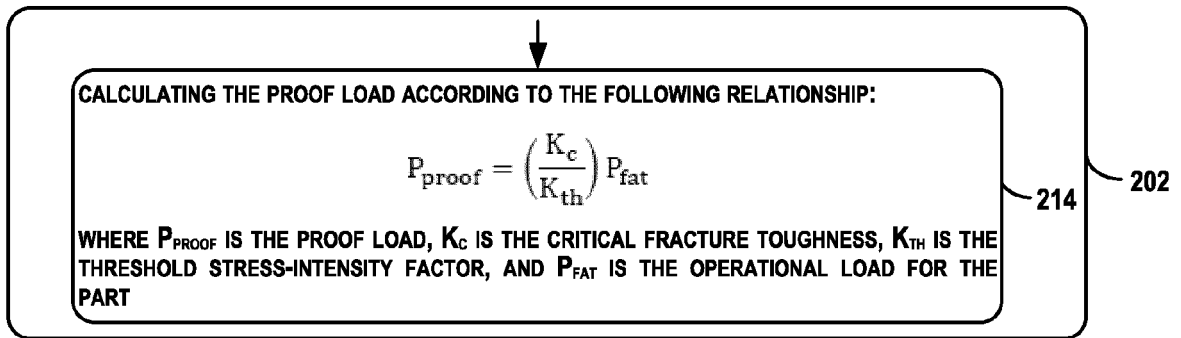 CALCULATING THE PROOF LOAD ACCORDING TO THE FOLLOWING RELATIONSHIP:
P_proof = (K_c / K_th) P_fat
WHERE P_PROOF IS THE PROOF LOAD, K_C IS THE CRITICAL FRACTURE TOUGHNESS, K_TH IS THE
THRESHOLD STRESS-INTENSITY FACTOR, AND P_FAT IS THE OPERATIONAL LOAD FOR THE
PART
214
202